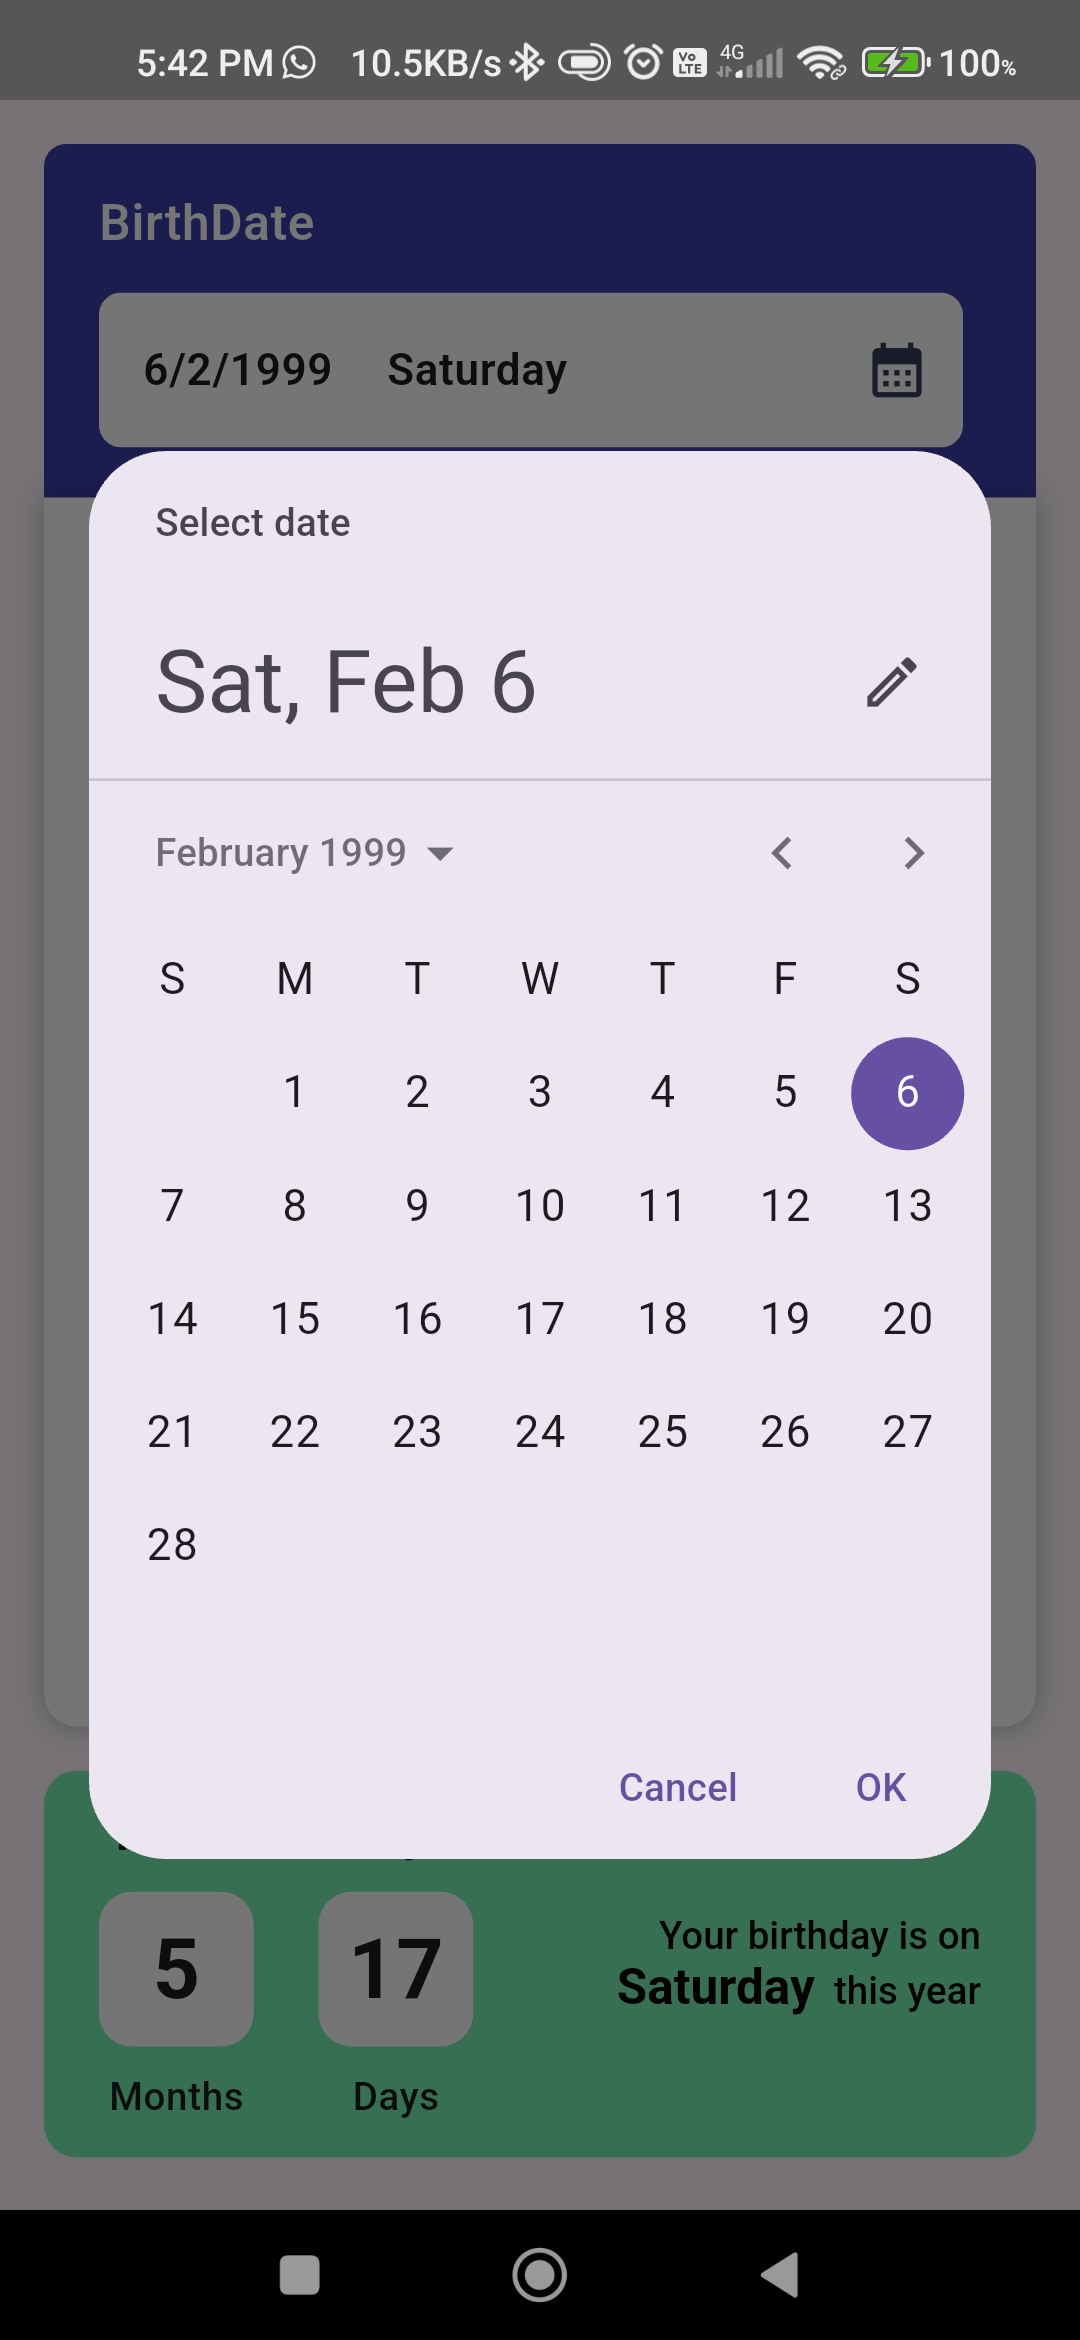 5:42 PM 10.5KB/s VoLTE 4G 100%
BirthDate
6/2/1999 Saturday
Select date
Sat, Feb 6
February 1999
S M T W T F S
1 2 3 4 5 6
7 8 9 10 11 12 13
14 15 16 17 18 19 20
21 22 23 24 25 26 27
28
Cancel OK
5 17
Your birthday is on
Saturday this year
Months Days